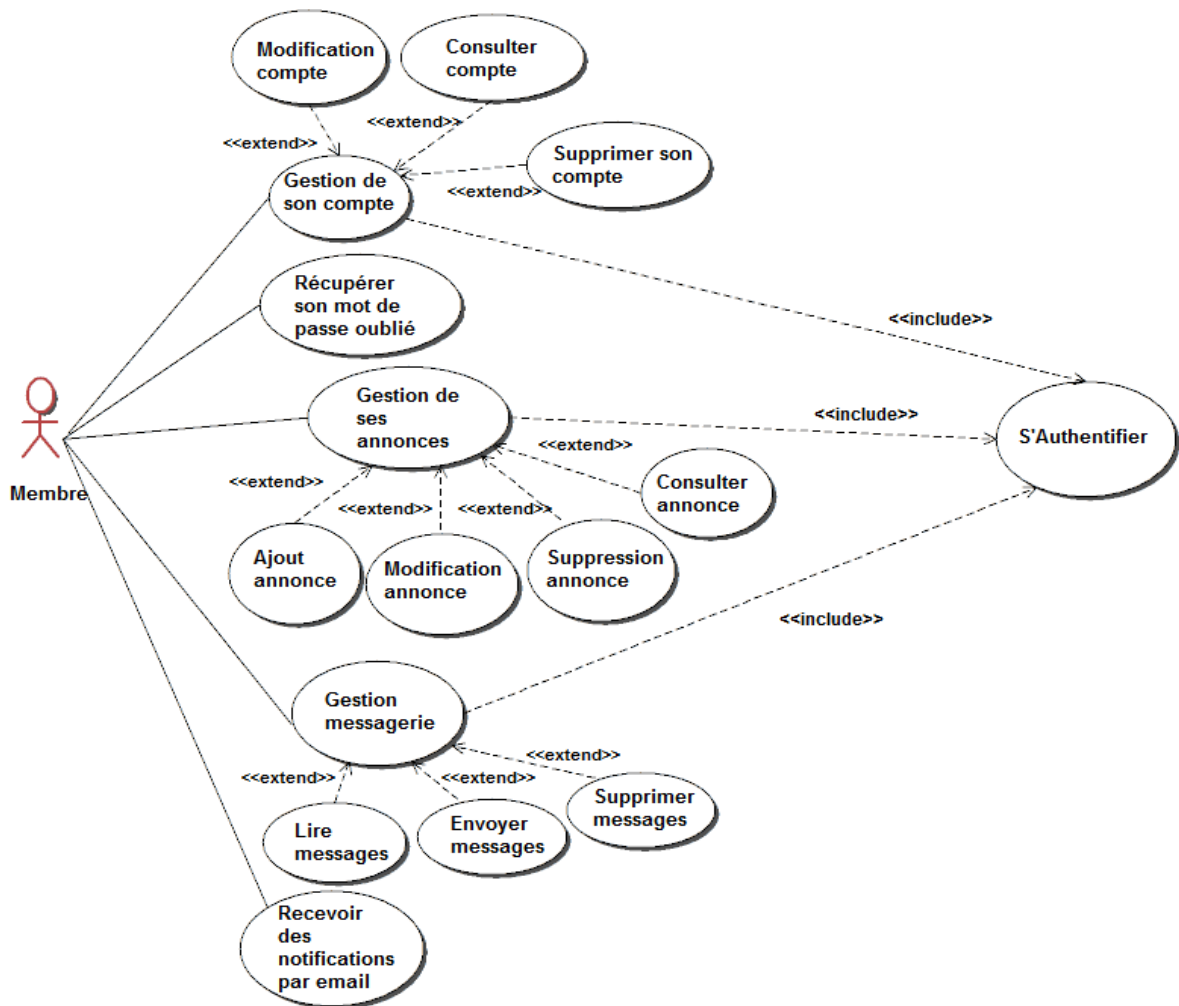 Modification
compte
Consulter
compte
<<extend>>
<<extend>>
Supprimer son
compte
<<extend>>
Gestion de
son compte
Récupérer
son mot de
passe oublié
<<include>>
Gestion de
ses
annonces
<<include>>
S'Authentifier
<<extend>>
Membre
Consulter
annonce
<<extend>>
<<extend>>
<<extend>>
Ajout
annonce
Modification
annonce
Suppression
annonce
<<include>>
Gestion
messagerie
<<extend>>
<<extend>>
<<extend>>
Supprimer
messages
Lire
messages
Envoyer
messages
Recevoir
des
notifications
par email